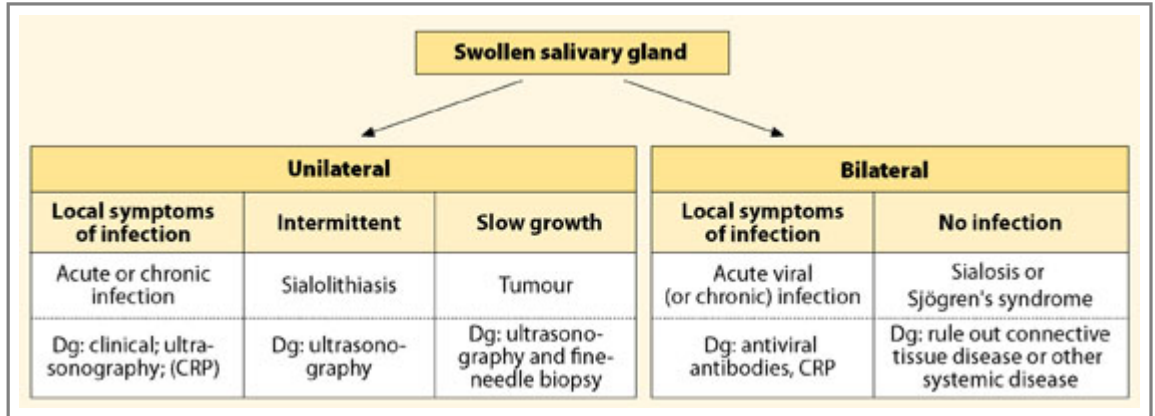 Swollen salivary gland
Unilateral
Bilateral
Local symptoms
of infection
Intermittent
Slow growth
Local symptoms
of infection
No infection
Acute or chronic
infection
Sialolithiasis
Tumour
Acute viral
(or chronic) infection
Sialosis or
Sjögren's syndrome
Dg: clinical; ultra-
sonography; (CRP)
Dg: ultrasono-
graphy
Dg: ultrasono-
graphy and fine-
needle biopsy
Dg: antiviral
antibodies, CRP
Dg: rule out connective
tissue disease or other
systemic disease